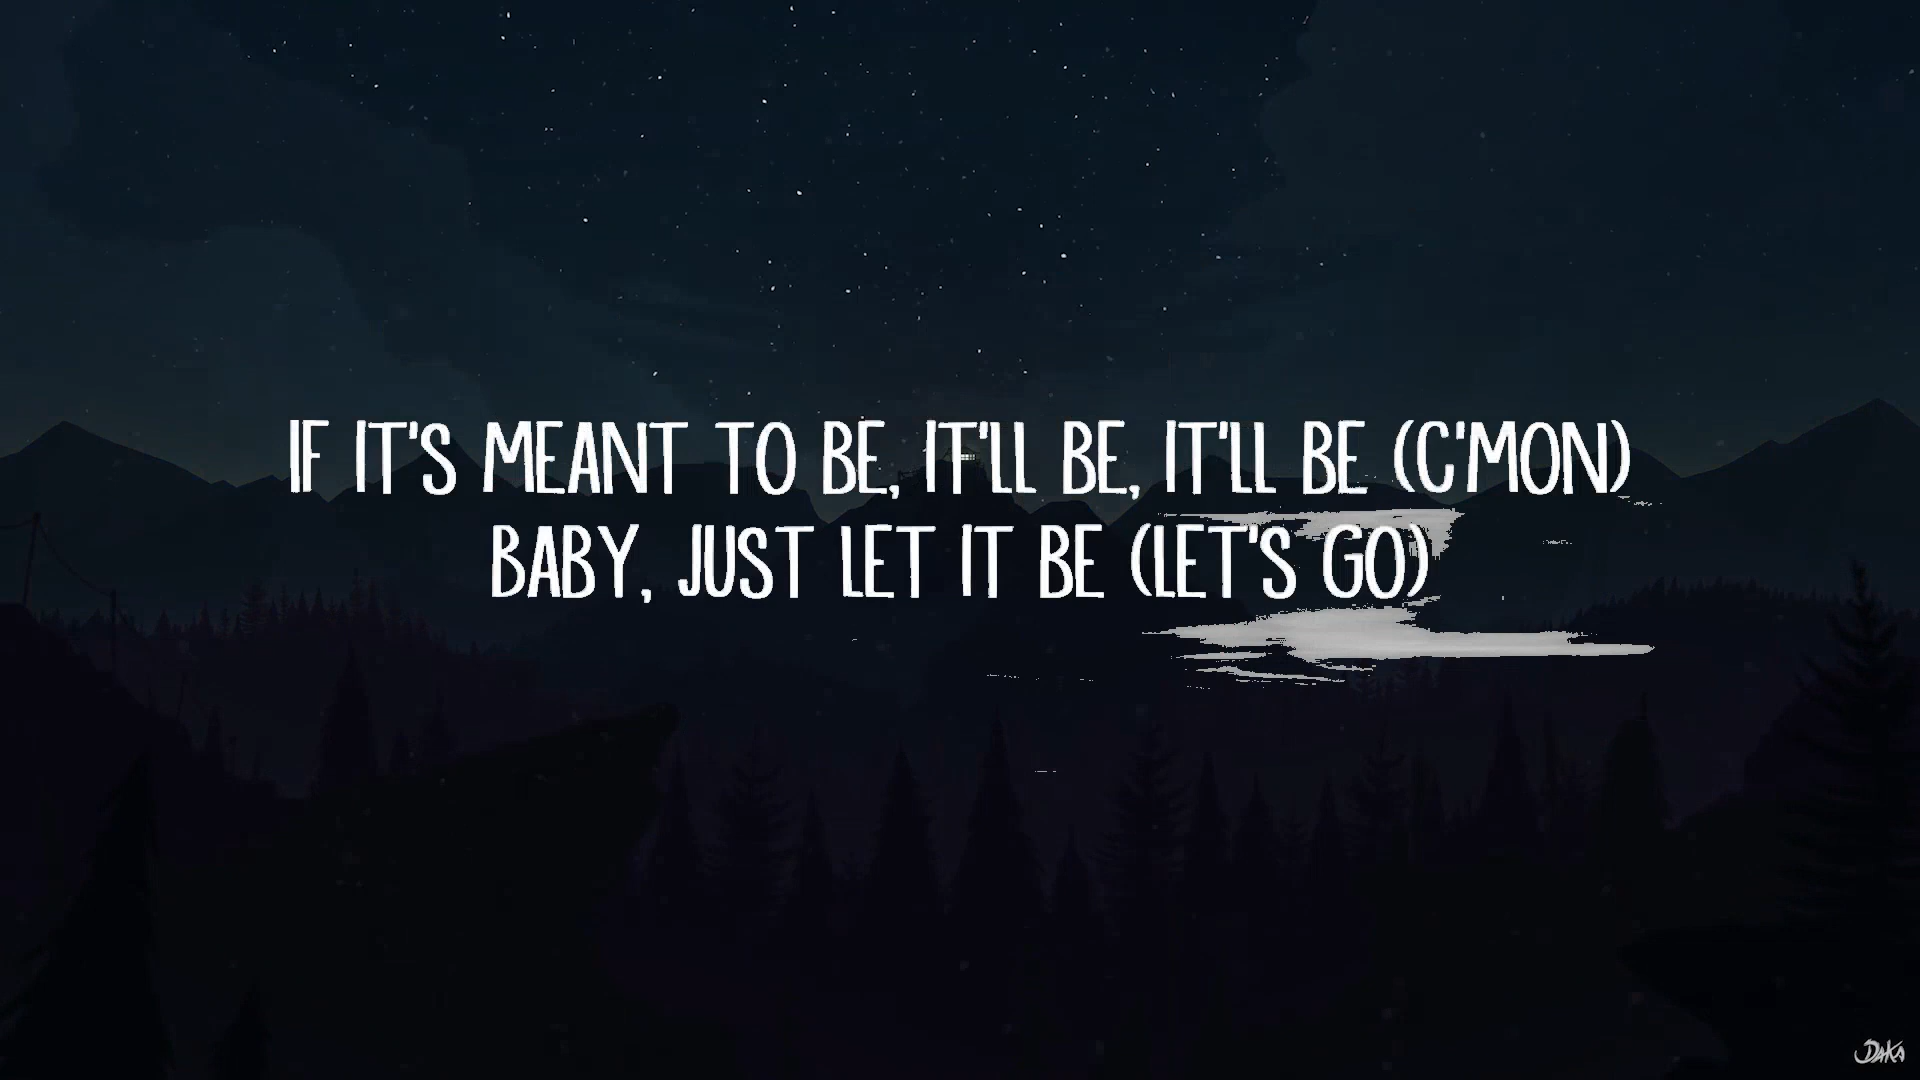 IF IT'S MEANT TO BE, IT'LL BE, IT'LL BE (C'MON)
BABY, JUST LET IT BE (LET'S GO)
DAKA